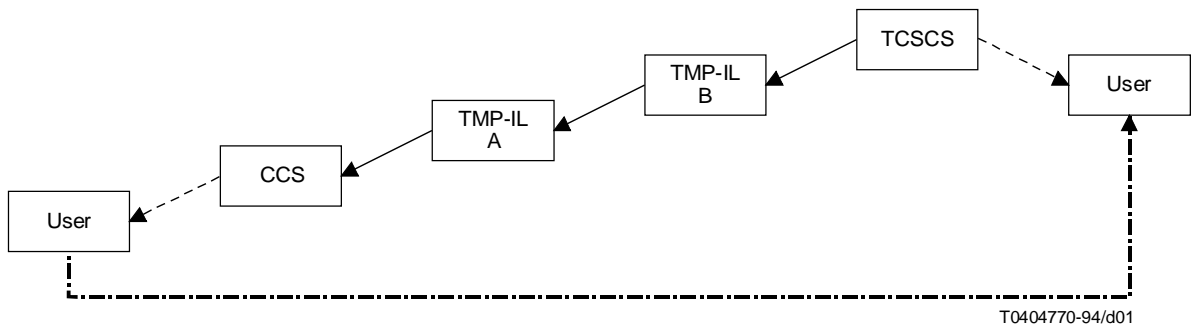 TCSCS
User
TMP-IL
B
TMP-IL
A
CCS
User
T0404770-94/d01